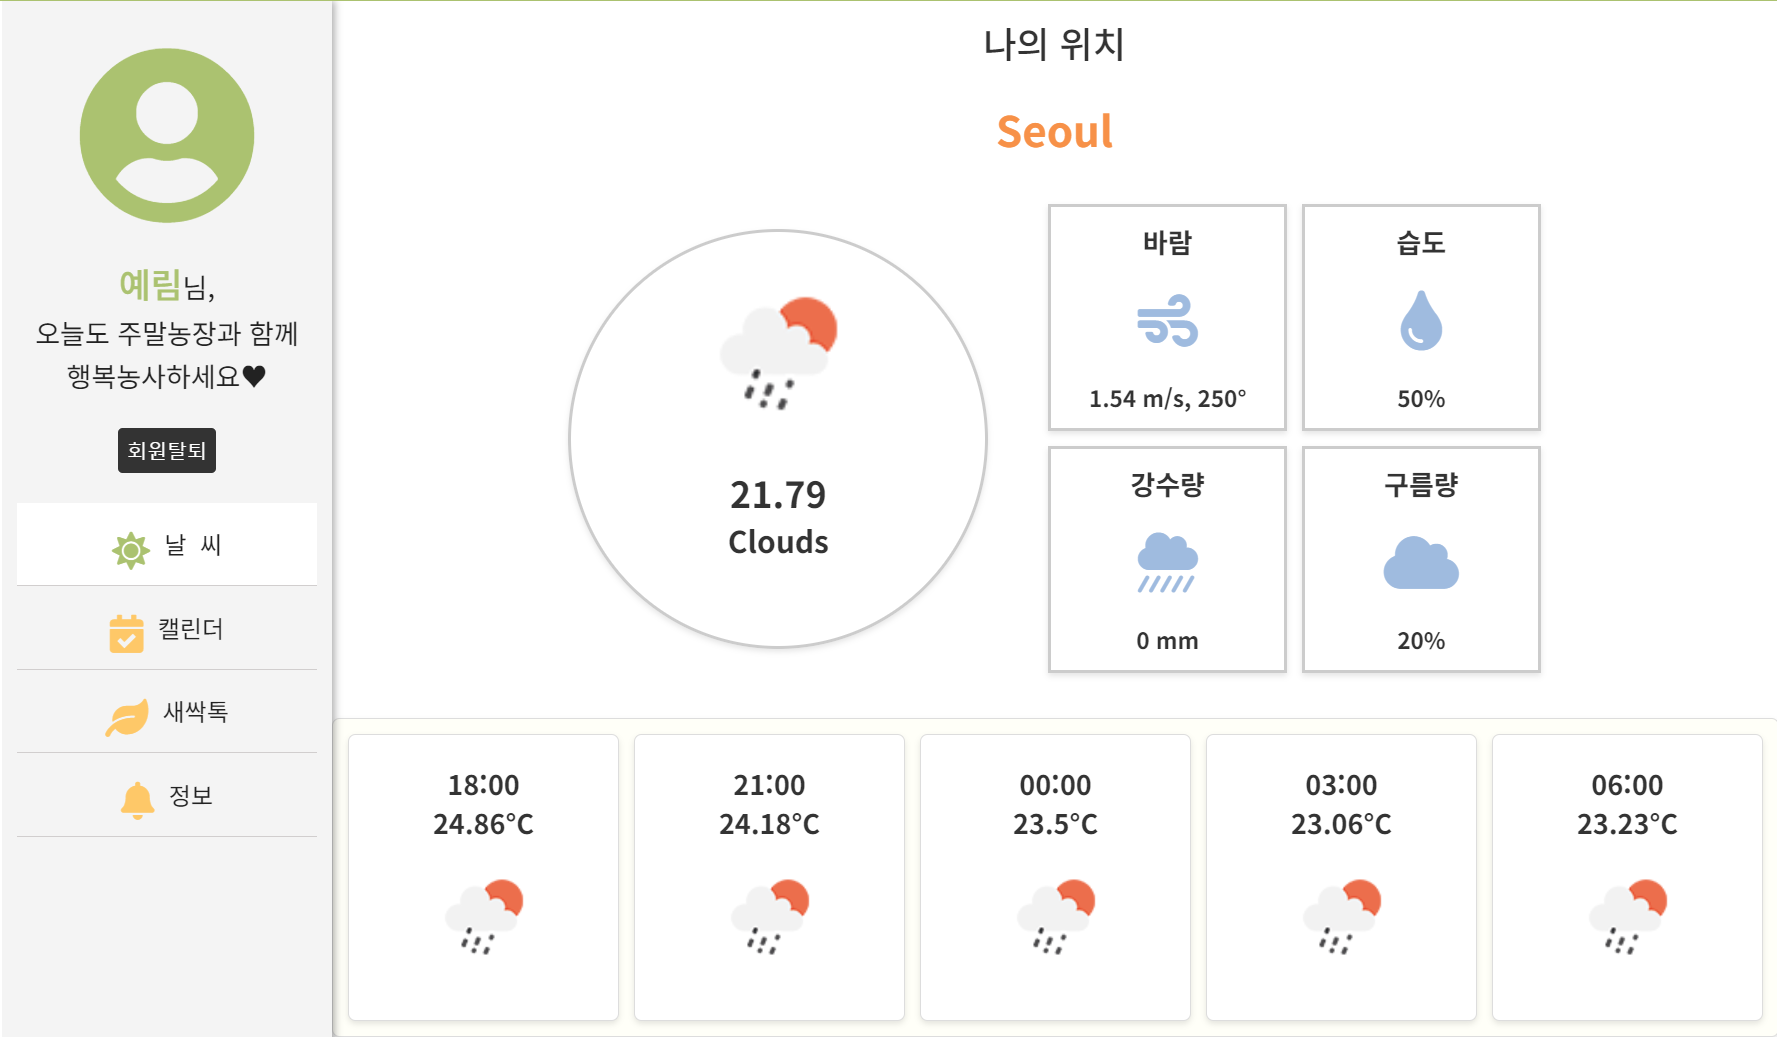 예림님,
오늘도 주말농장과 함께
행복농사하세요♥
회원탈퇴
날 씨
캘린더
새싹톡
정보
나의 위치
Seoul
21.79
Clouds
바람
1.54 m/s, 250°
습도
50%
강수량
0 mm
구름량
20%
18:00
24.86°C
21:00
24.18°C
00:00
23.5°C
03:00
23.06°C
06:00
23.23°C